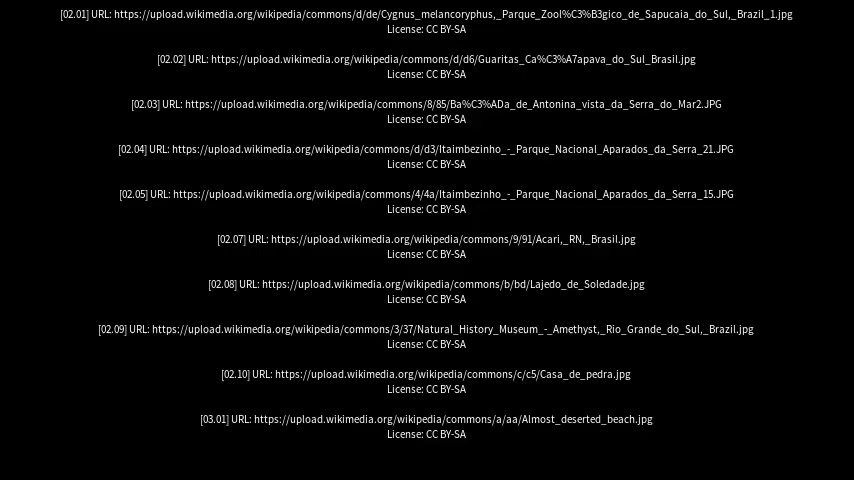 [02.01] URL: https://upload.wikimedia.org/wikipedia/commons/d/de/Cygnus_melancoryphus,_Parque_Zool%C3%B3gico_de_Sapucaia_do_Sul,_Brazil_1.jpg
License: CC BY-SA
[02.02] URL: https://upload.wikimedia.org/wikipedia/commons/d/d6/Guaritas_Ca%C3%A7apava_do_Sul_Brasil.jpg
License: CC BY-SA
[02.03] URL: https://upload.wikimedia.org/wikipedia/commons/8/85/Ba%C3%ADa_de_Antonina_vista_da_Serra_do_Mar2.JPG
License: CC BY-SA
[02.04] URL: https://upload.wikimedia.org/wikipedia/commons/d/d3/Itaimbezinho_-_Parque_Nacional_Aparados_da_Serra_21.JPG
License: CC BY-SA
[02.05] URL: https://upload.wikimedia.org/wikipedia/commons/4/4a/Itaimbezinho_-_Parque_Nacional_Aparados_da_Serra_15.JPG
License: CC BY-SA
[02.07] URL: https://upload.wikimedia.org/wikipedia/commons/9/91/Acari,_RN,_Brasil.jpg
License: CC BY-SA
[02.08] URL: https://upload.wikimedia.org/wikipedia/commons/b/bd/Lajedo_de_Soledade.jpg
License: CC BY-SA
[02.09] URL: https://upload.wikimedia.org/wikipedia/commons/3/37/Natural_History_Museum_-_Amethyst,_Rio_Grande_do_Sul,_Brazil.jpg
License: CC BY-SA
[02.10] URL: https://upload.wikimedia.org/wikipedia/commons/c/c5/Casa_de_pedra.jpg
License: CC BY-SA
[03.01] URL: https://upload.wikimedia.org/wikipedia/commons/a/aa/Almost_deserted_beach.jpg
License: CC BY-SA